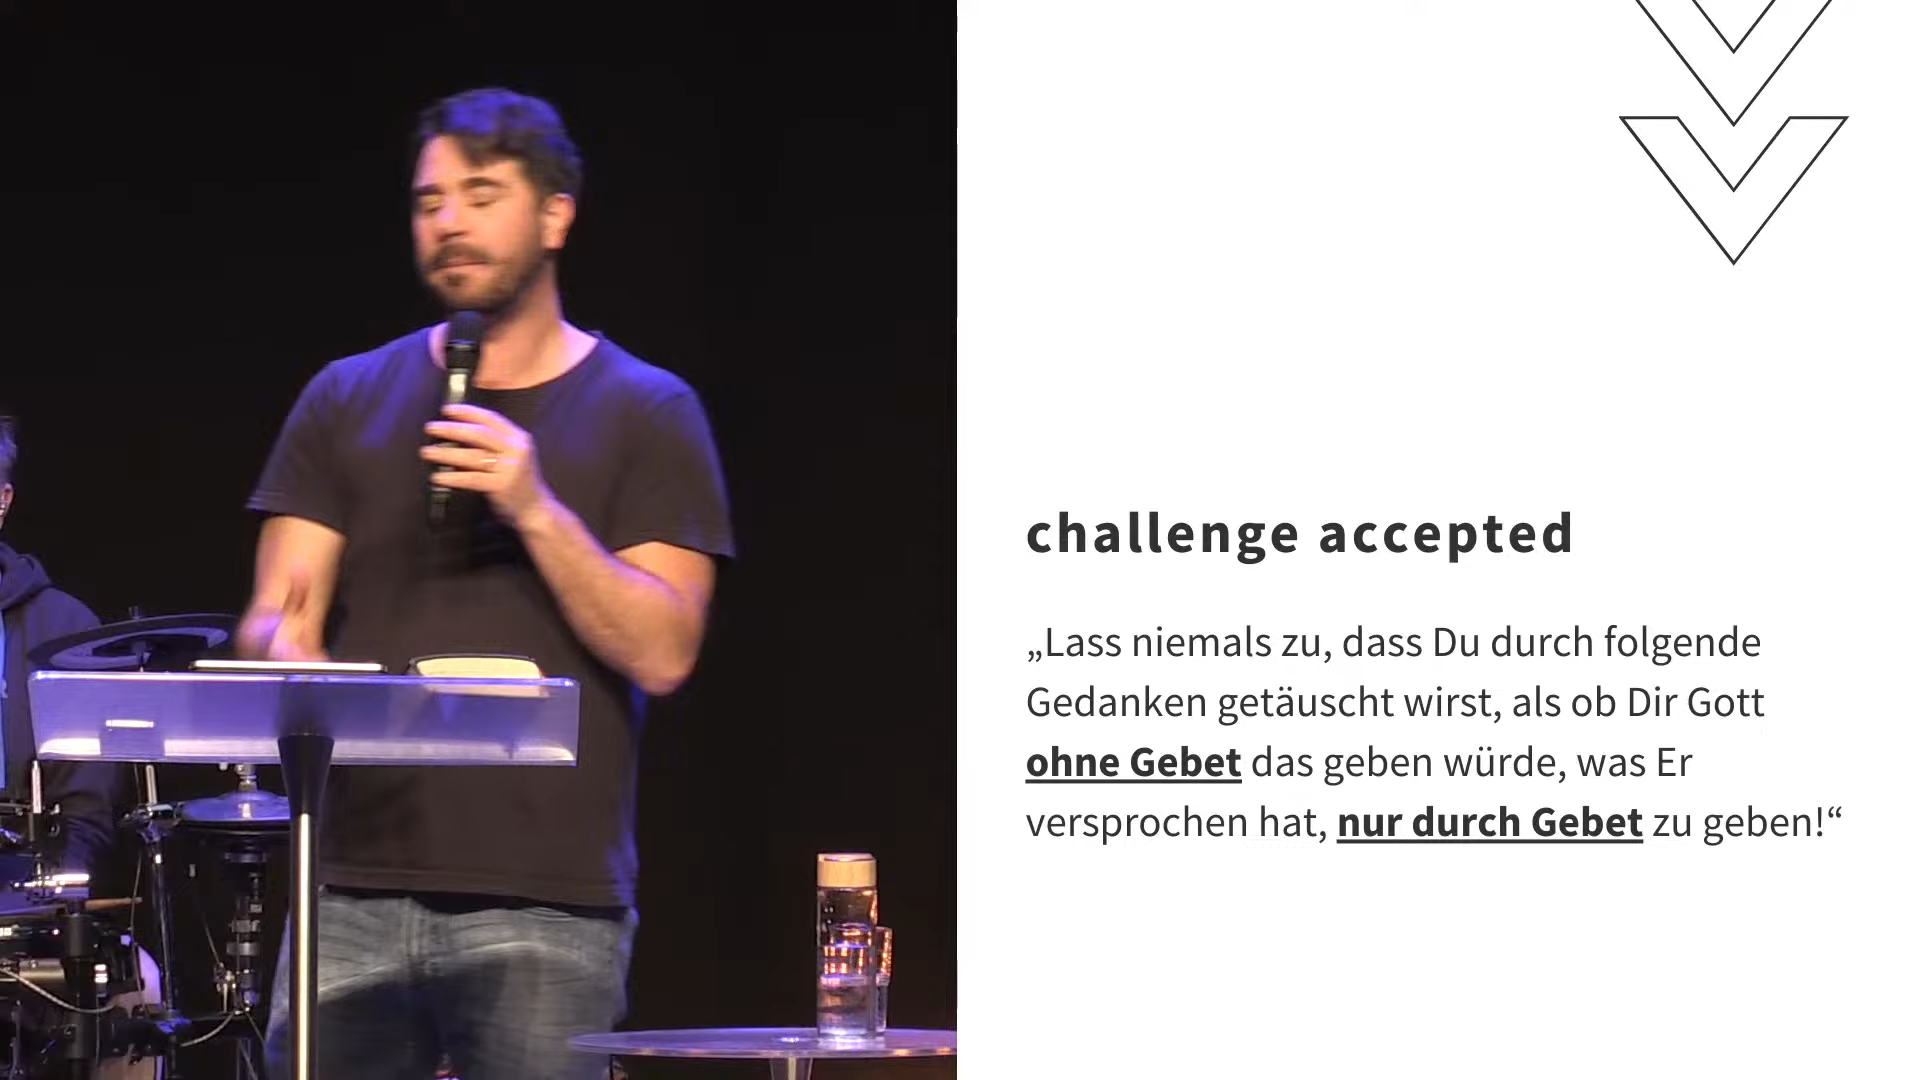 challenge accepted
„Lass niemals zu, dass Du durch folgende
Gedanken getäuscht wirst, als ob Dir Gott
ohne Gebet das geben würde, was Er
versprochen hat, nur durch Gebet zu geben!“